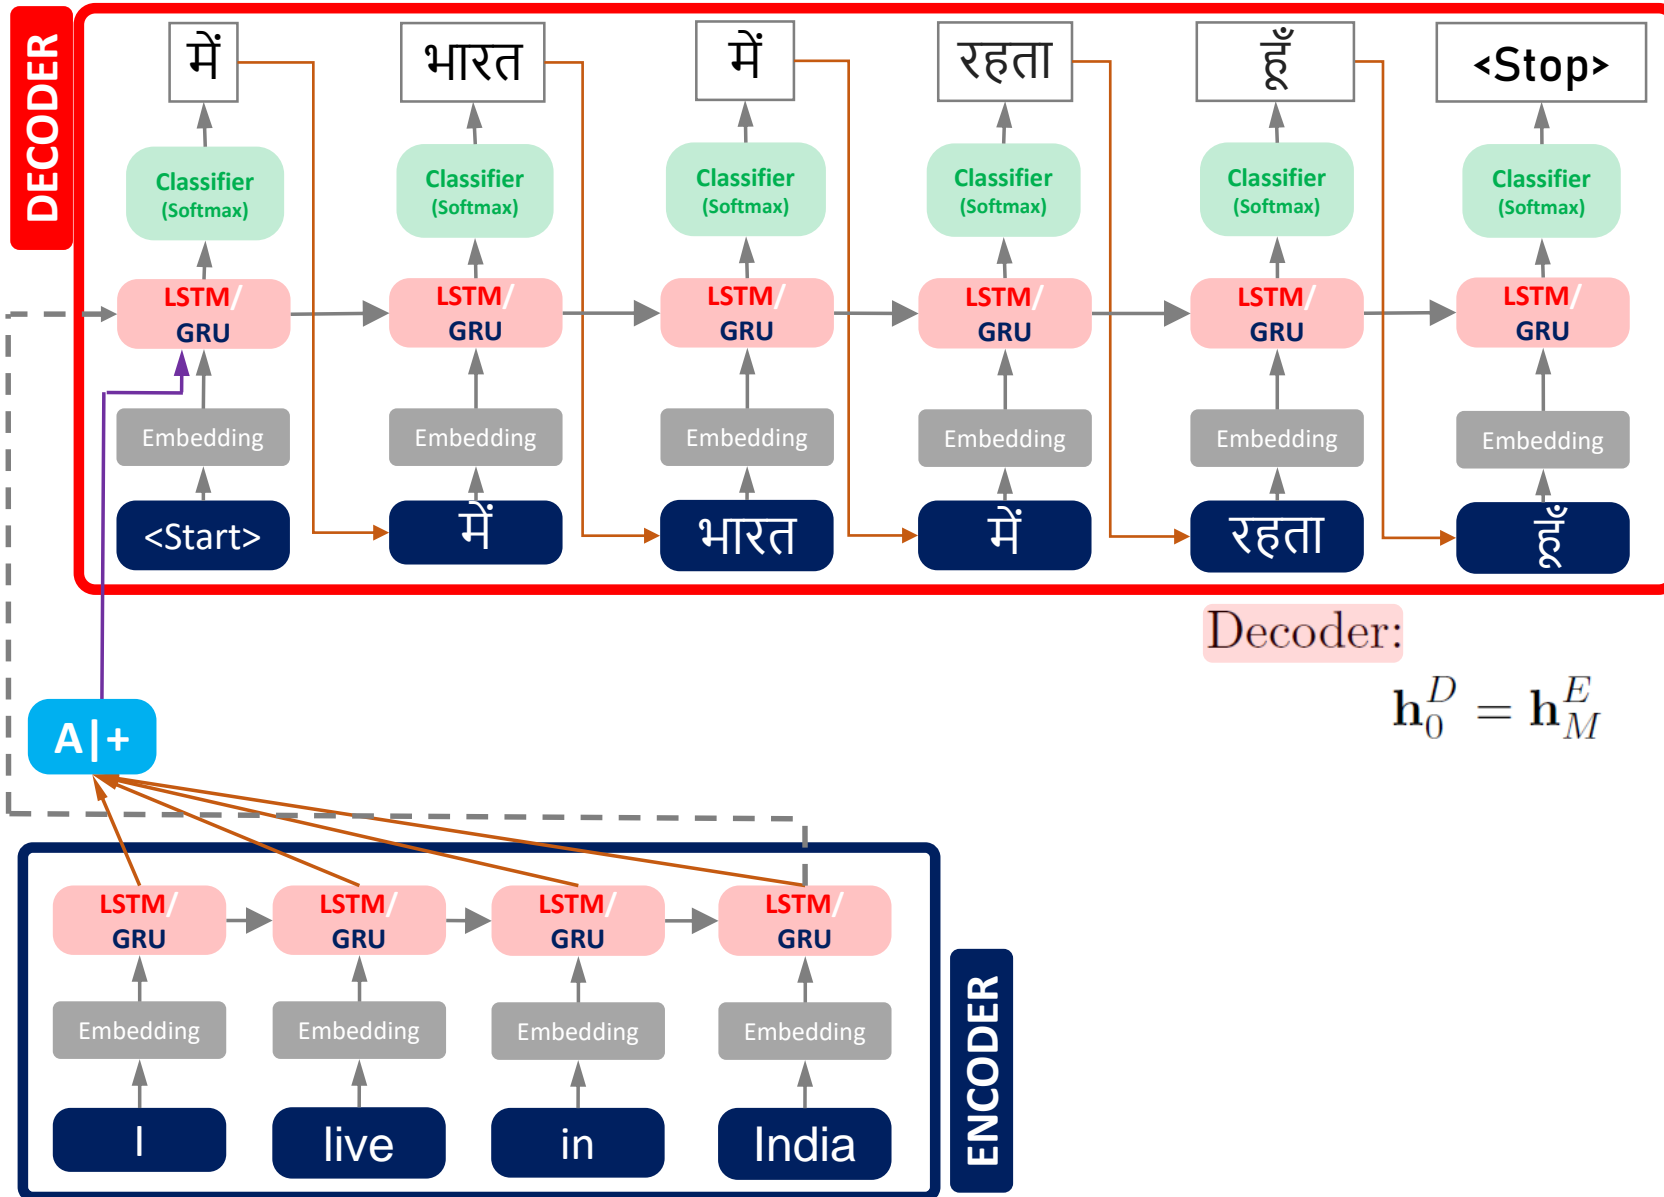 DECODER
में
भारत
में
रहता
हूँ
<Stop>
Classifier
(Softmax)
Classifier
(Softmax)
Classifier
(Softmax)
Classifier
(Softmax)
Classifier
(Softmax)
Classifier
(Softmax)
LSTM/
GRU
LSTM/
GRU
LSTM/
GRU
LSTM/
GRU
LSTM/
GRU
LSTM/
GRU
Embedding
Embedding
Embedding
Embedding
Embedding
Embedding
<Start>
में
भारत
में
रहता
हूँ
Decoder:
h_0^D = h_M^E
A|+
LSTM/
GRU
LSTM/
GRU
LSTM/
GRU
LSTM/
GRU
Embedding
Embedding
Embedding
Embedding
I
live
in
India
ENCODER